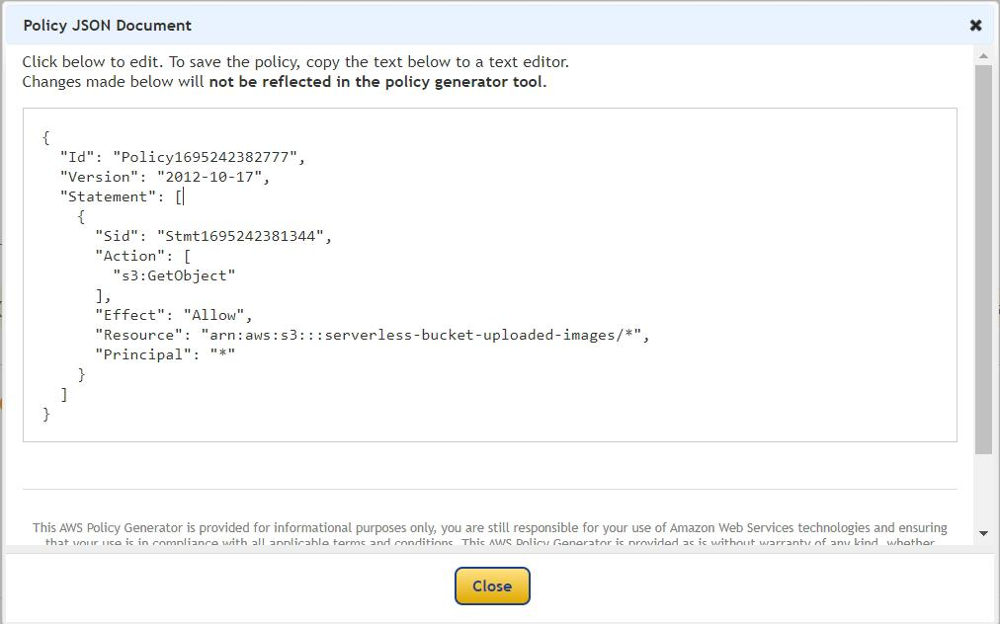 Policy JSON Document
Click below to edit. To save the policy, copy the text below to a text editor.
Changes made below will not be reflected in the policy generator tool.
{
"Id": "Policy1695242382777",
"Version": "2012-10-17",
"Statement": [
{
"Sid": "Stmt1695242381344",
"Action": [
"s3:GetObject"
],
"Effect": "Allow",
"Resource": "arn:aws:s3:::serverless-bucket-uploaded-images/*",
"Principal": "*"
}
]
}
This AWS Policy Generator is provided for informational purposes only, you are still responsible for your use of Amazon Web Services technologies and ensuring
that your use is in compliance with all applicable terms and conditions. This AWS Policy Generator is provided as is without warranty of any kind, whether
Close